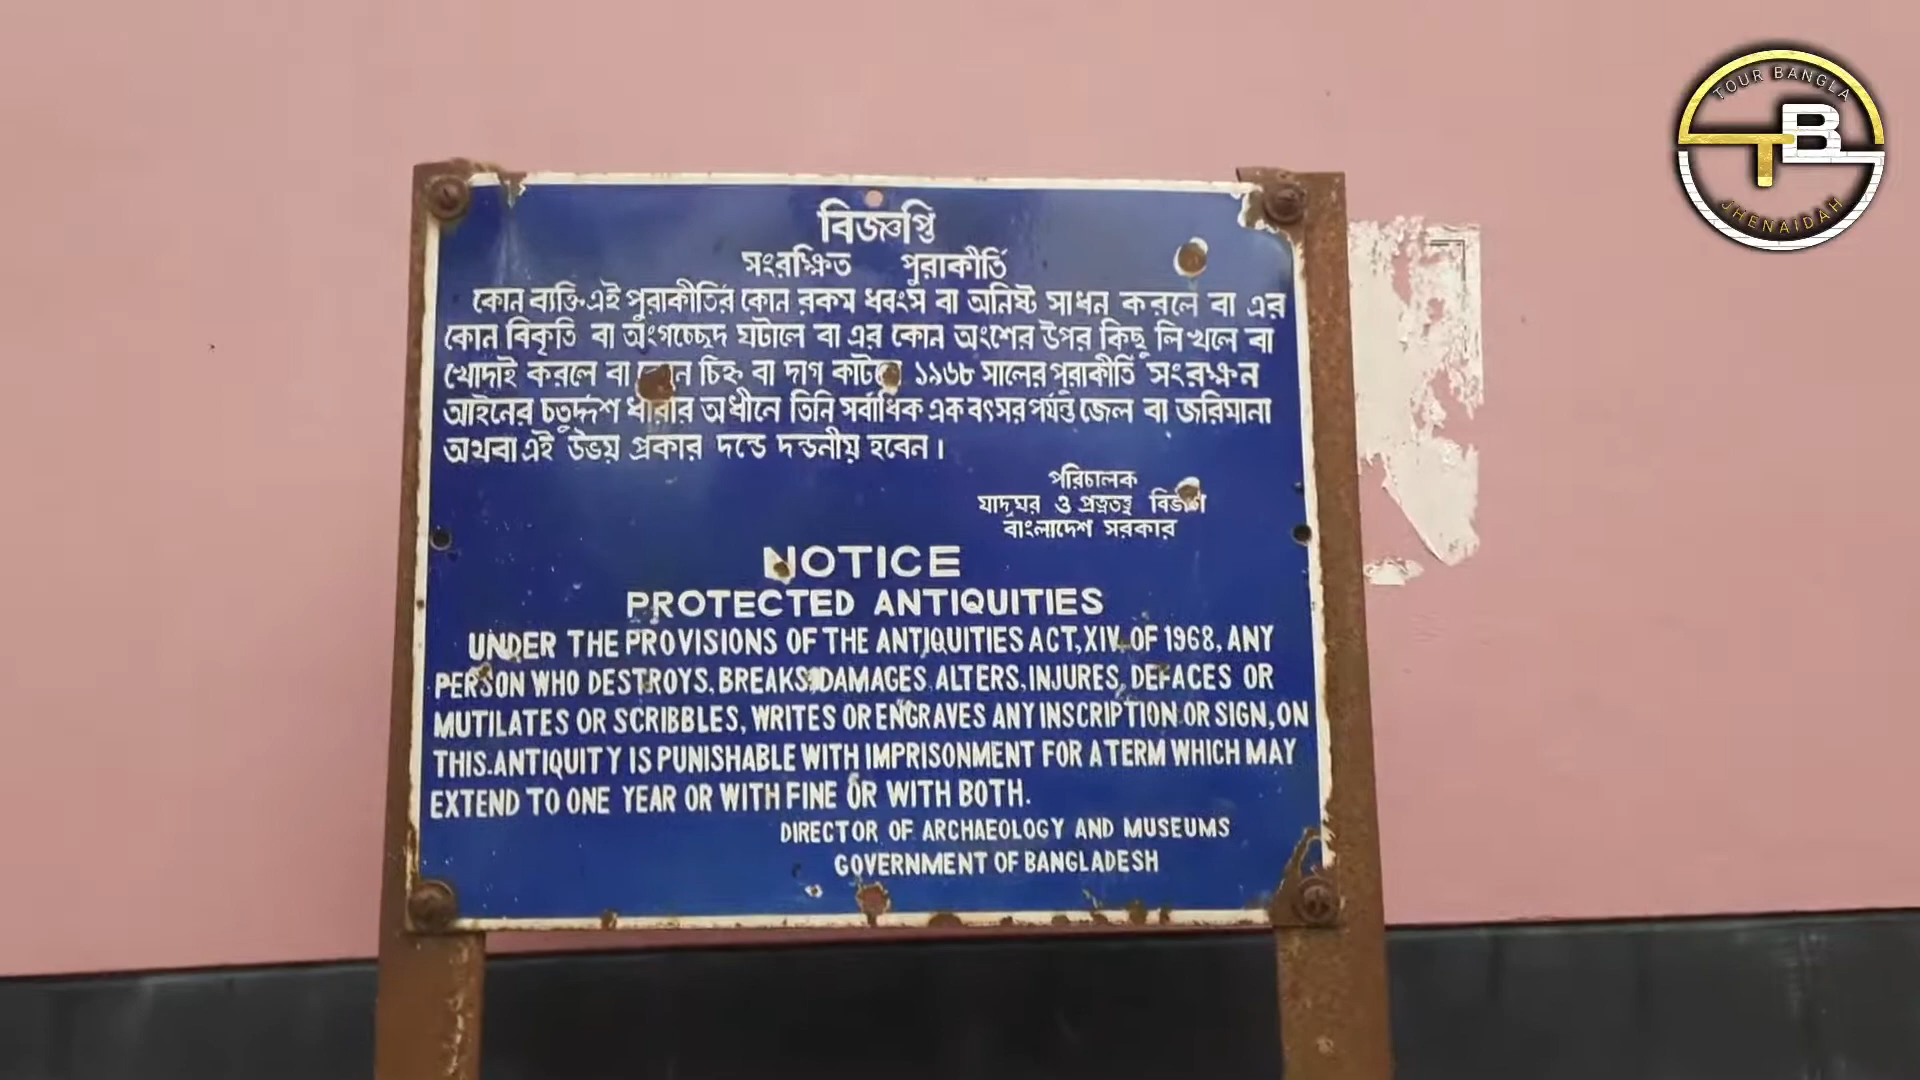 বিজ্ঞপ্তি
সংরক্ষিত পুরাকীর্তি
কোন ব্যক্তি এই পুরাকীর্তির কোন রকম ধবংস বা অনিষ্ট সাধন করলে বা এর
কোন বিকৃতি বা অংগচ্ছেদ ঘটালে বা এর কোন অংশের উপর কিছু লিখলে বা
খোদাই করলে বা কোন চিহ্ন বা দাগ কাটলে ১৯৬৮ সালের পুরাকীর্তি সংরক্ষন
আইনের চতুর্দ্দশ ধারার অধীনে তিনি সর্বাধিক এক বৎসর পর্যন্ত জেল বা জরিমানা
অথবা এই উভয় প্রকার দন্ডে দন্ডনীয় হবেন।
পরিচালক
যাদুঘর ও প্রত্নতত্ত্ব বিভাগ
বাংলাদেশ সরকার
NOTICE
PROTECTED ANTIQUITIES
UNDER THE PROVISIONS OF THE ANTIQUITIES ACT, XIV OF 1968, ANY
PERSON WHO DESTROYS, BREAKS, DAMAGES, ALTERS, INJURES, DEFACES OR
MUTILATES OR SCRIBBLES, WRITES OR ENGRAVES ANY INSCRIPTION OR SIGN, ON
THIS ANTIQUITY IS PUNISHABLE WITH IMPRISONMENT FOR A TERM WHICH MAY
EXTEND TO ONE YEAR OR WITH FINE OR WITH BOTH.
DIRECTOR OF ARCHAEOLOGY AND MUSEUMS
GOVERNMENT OF BANGLADESH
TOUR BANGLA
TB
JHENAIDAH